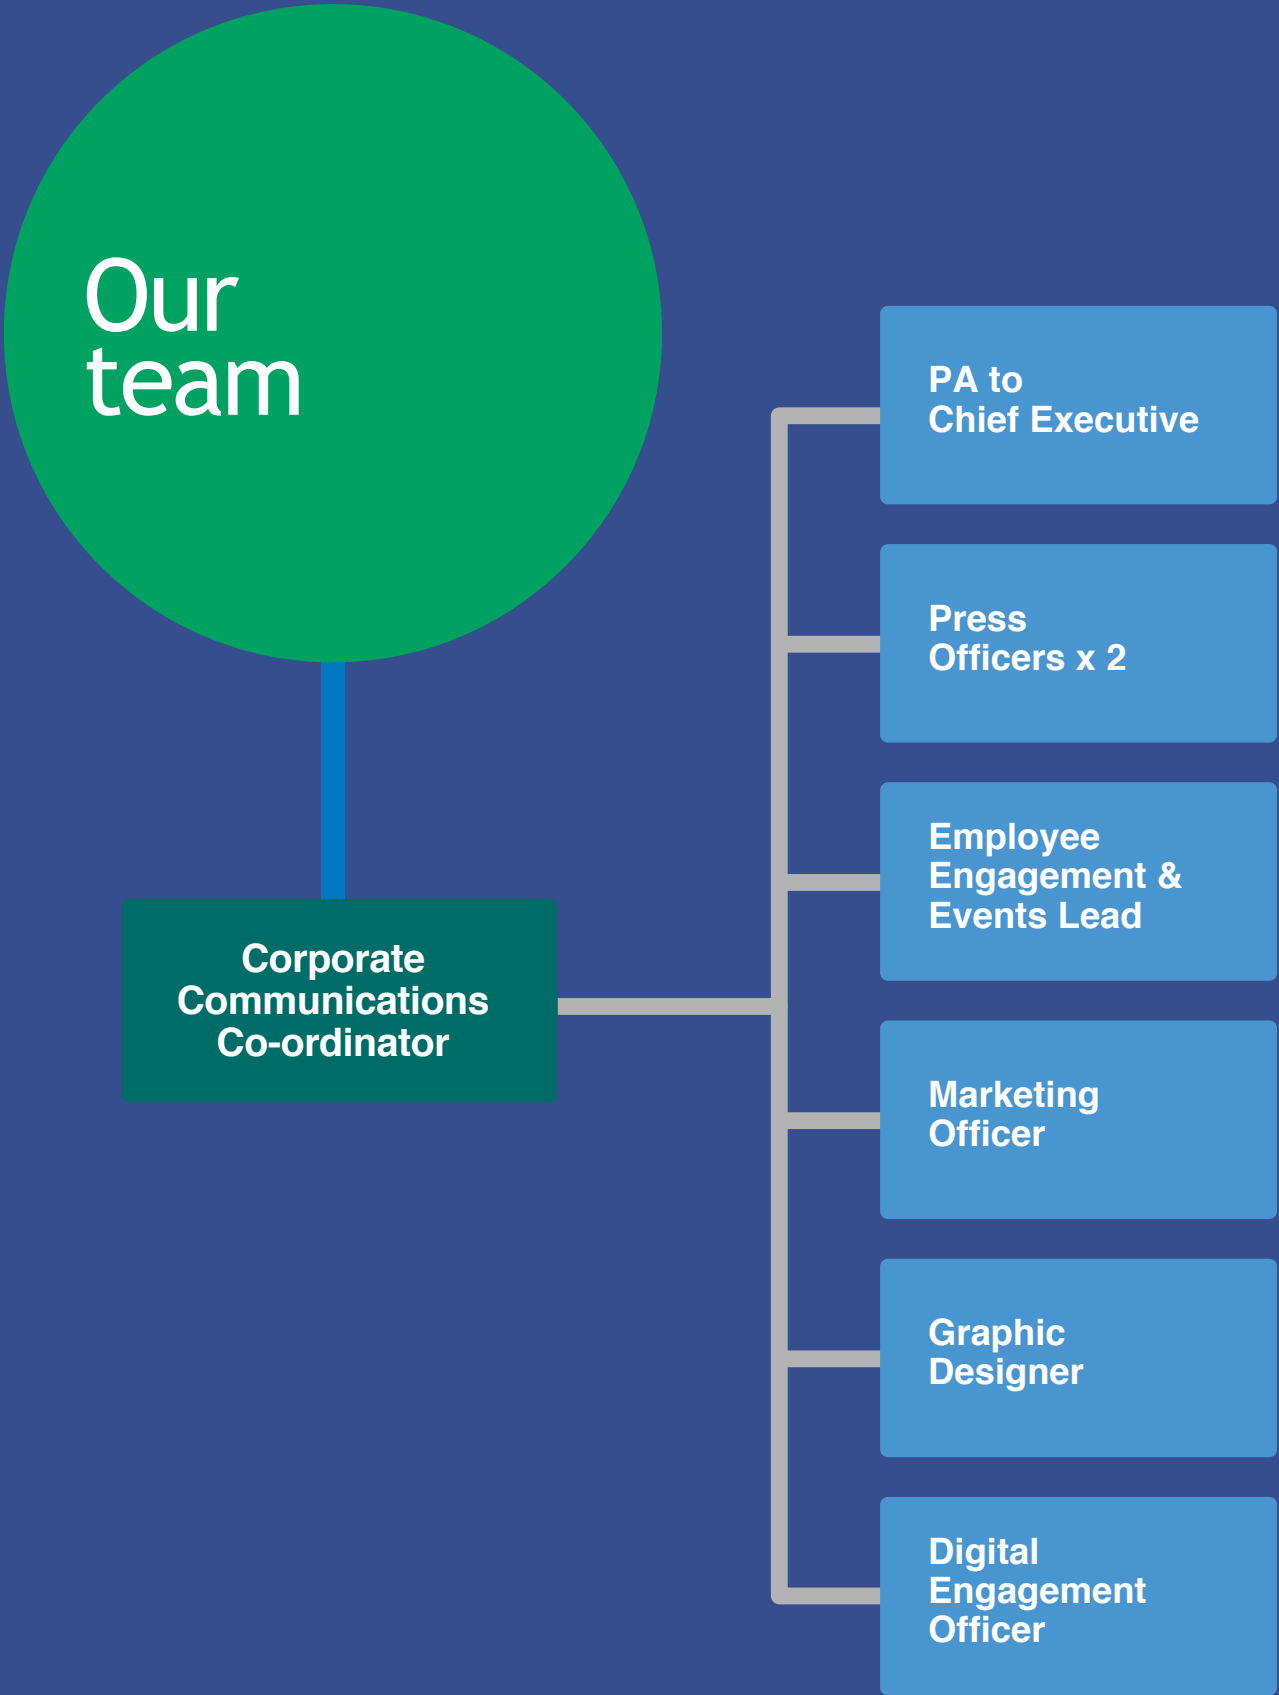 Our
team
PA to
Chief Executive
Press
Officers x 2
Employee
Engagement &
Events Lead
Corporate
Communications
Co-ordinator
Marketing
Officer
Graphic
Designer
Digital
Engagement
Officer